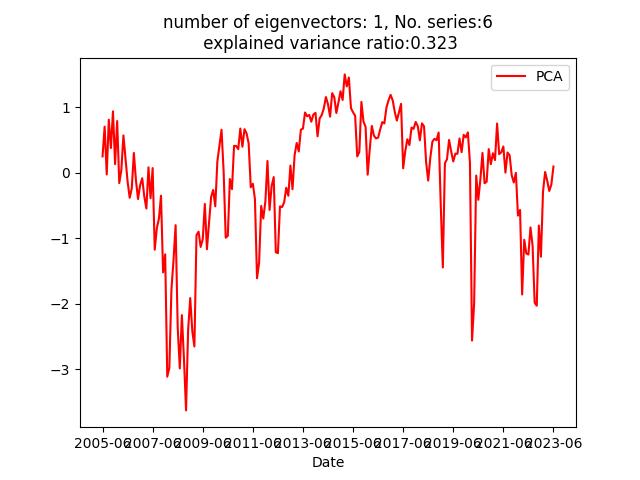 number of eigenvectors: 1, No. series:6
explained variance ratio:0.323
PCA
1
0
−1
−2
−3
2005-06 2007-06 2009-06 2011-06 2013-06 2015-06 2017-06 2019-06 2021-06 2023-06
Date